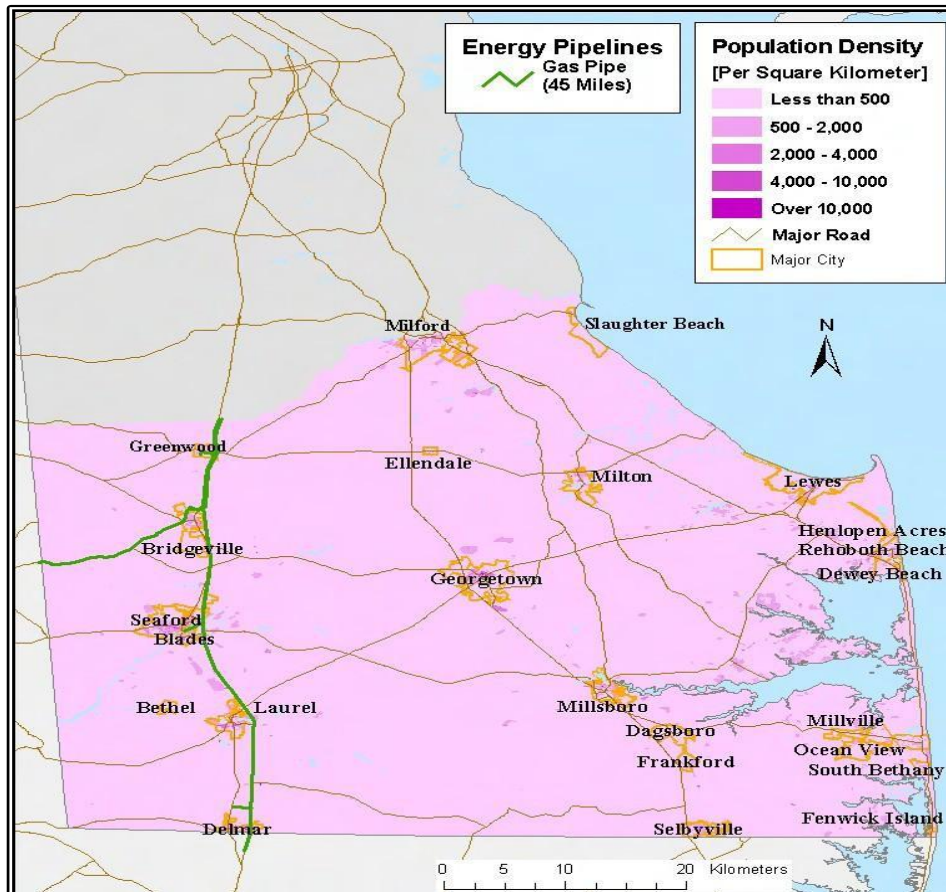 Energy Pipelines
Gas Pipe
(45 Miles)
Population Density
[Per Square Kilometer]
Less than 500
500 - 2,000
2,000 - 4,000
4,000 - 10,000
Over 10,000
Major Road
Major City
N
Milford
Slaughter Beach
Greenwood
Ellendale
Milton
Lewes
Bridgeville
Henlopen Acres
Rehoboth Beach
Dewey Beach
Georgetown
Seaford
Blades
Bethel
Laurel
Millsboro
Dagsboro
Frankford
Millville
Ocean View
South Bethany
Delmar
Selbyville
Fenwick Island
0 5 10 20 Kilometers